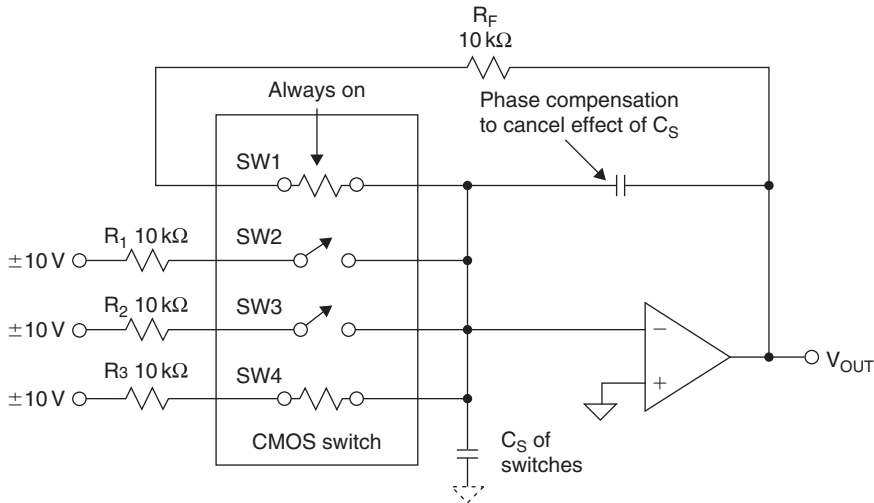 R_F
10 kΩ
Always on
Phase compensation
to cancel effect of C_S
SW1
R_1 10 kΩ
SW2
±10 V
R_2 10 kΩ
SW3
±10 V
R_3 10 kΩ
SW4
±10 V
−
+
V_OUT
CMOS switch
C_S of
switches